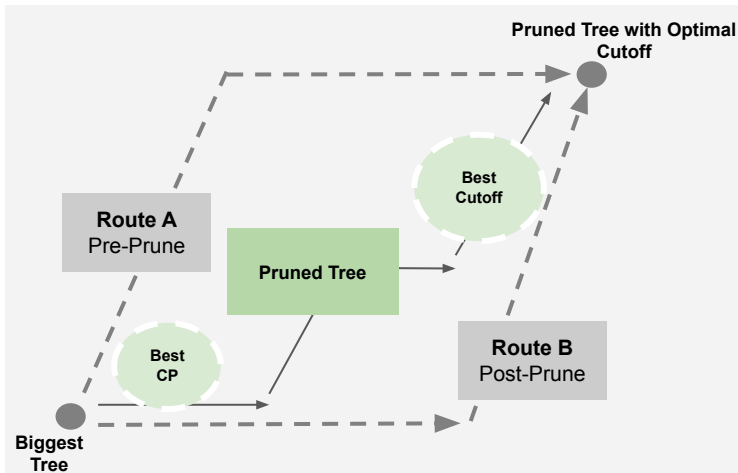 Pruned Tree with Optimal
Cutoff
Best
Cutoff
Route A
Pre-Prune
Pruned Tree
Best
CP
Route B
Post-Prune
Biggest
Tree